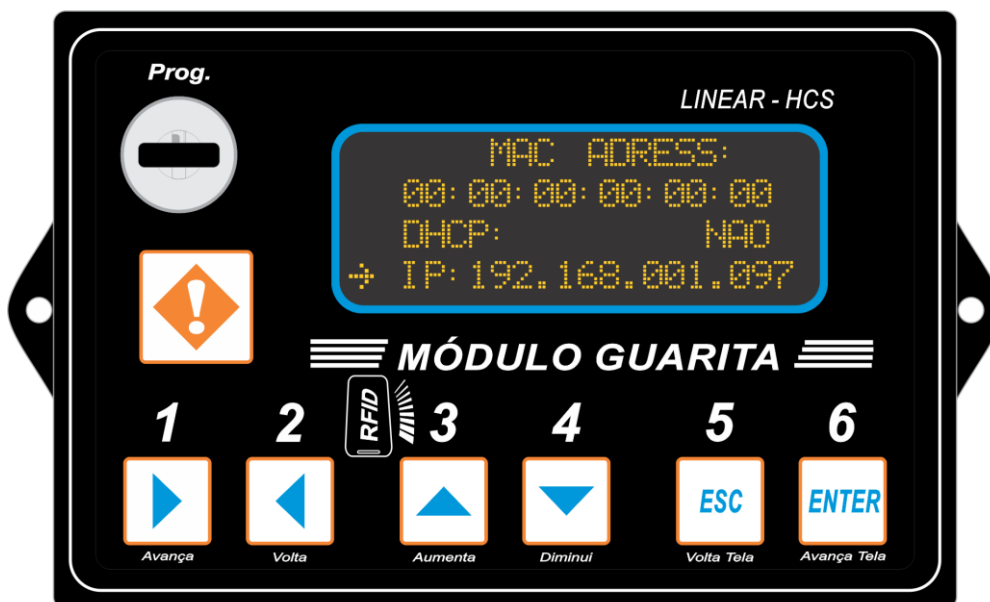 Prog.
LINEAR - HCS
MAC ADRESS:
00:00:00:00:00:00
DHCP: NAO
IP:192.168.001.097
!
MÓDULO GUARITA
RFID
1 2 3 4 5 6
ESC ENTER
Avança Volta Aumenta Diminui Volta Tela Avança Tela